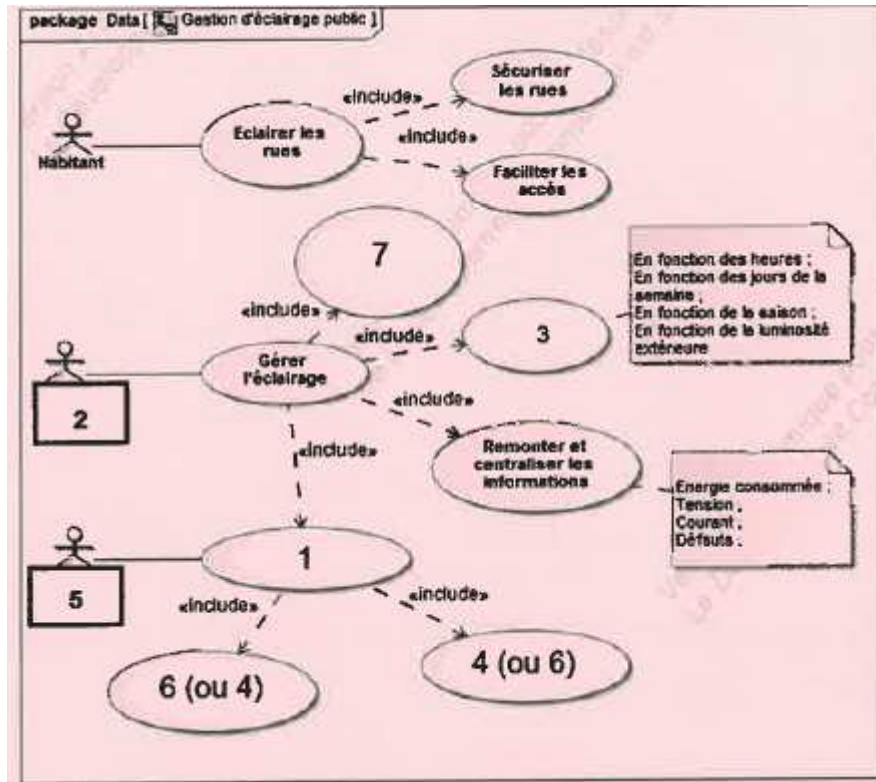 package Data [ Gestion d'éclairage public ]
Habitant
Eclairer les
rues
«include»
Sécuriser
les rues
«include»
Faciliter les
accès
7
«include»
En fonction des heures ;
En fonction des jours de la
semaine ;
En fonction de la saison ;
En fonction de la luminosité
extérieure
2
Gérer
l'éclairage
«include»
3
«include»
Remonter et
centraliser les
informations
«include»
Energie consommée ;
Tension ,
Courant ,
Défauts .
5
1
«include»
6 (ou 4)
«include»
4 (ou 6)